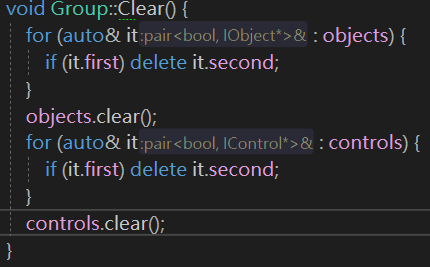 void Group::Clear() {
for (auto& it:pair<bool, IObject*>& : objects) {
if (it.first) delete it.second;
}
objects.clear();
for (auto& it:pair<bool, IControl*>& : controls) {
if (it.first) delete it.second;
}
controls.clear();
}